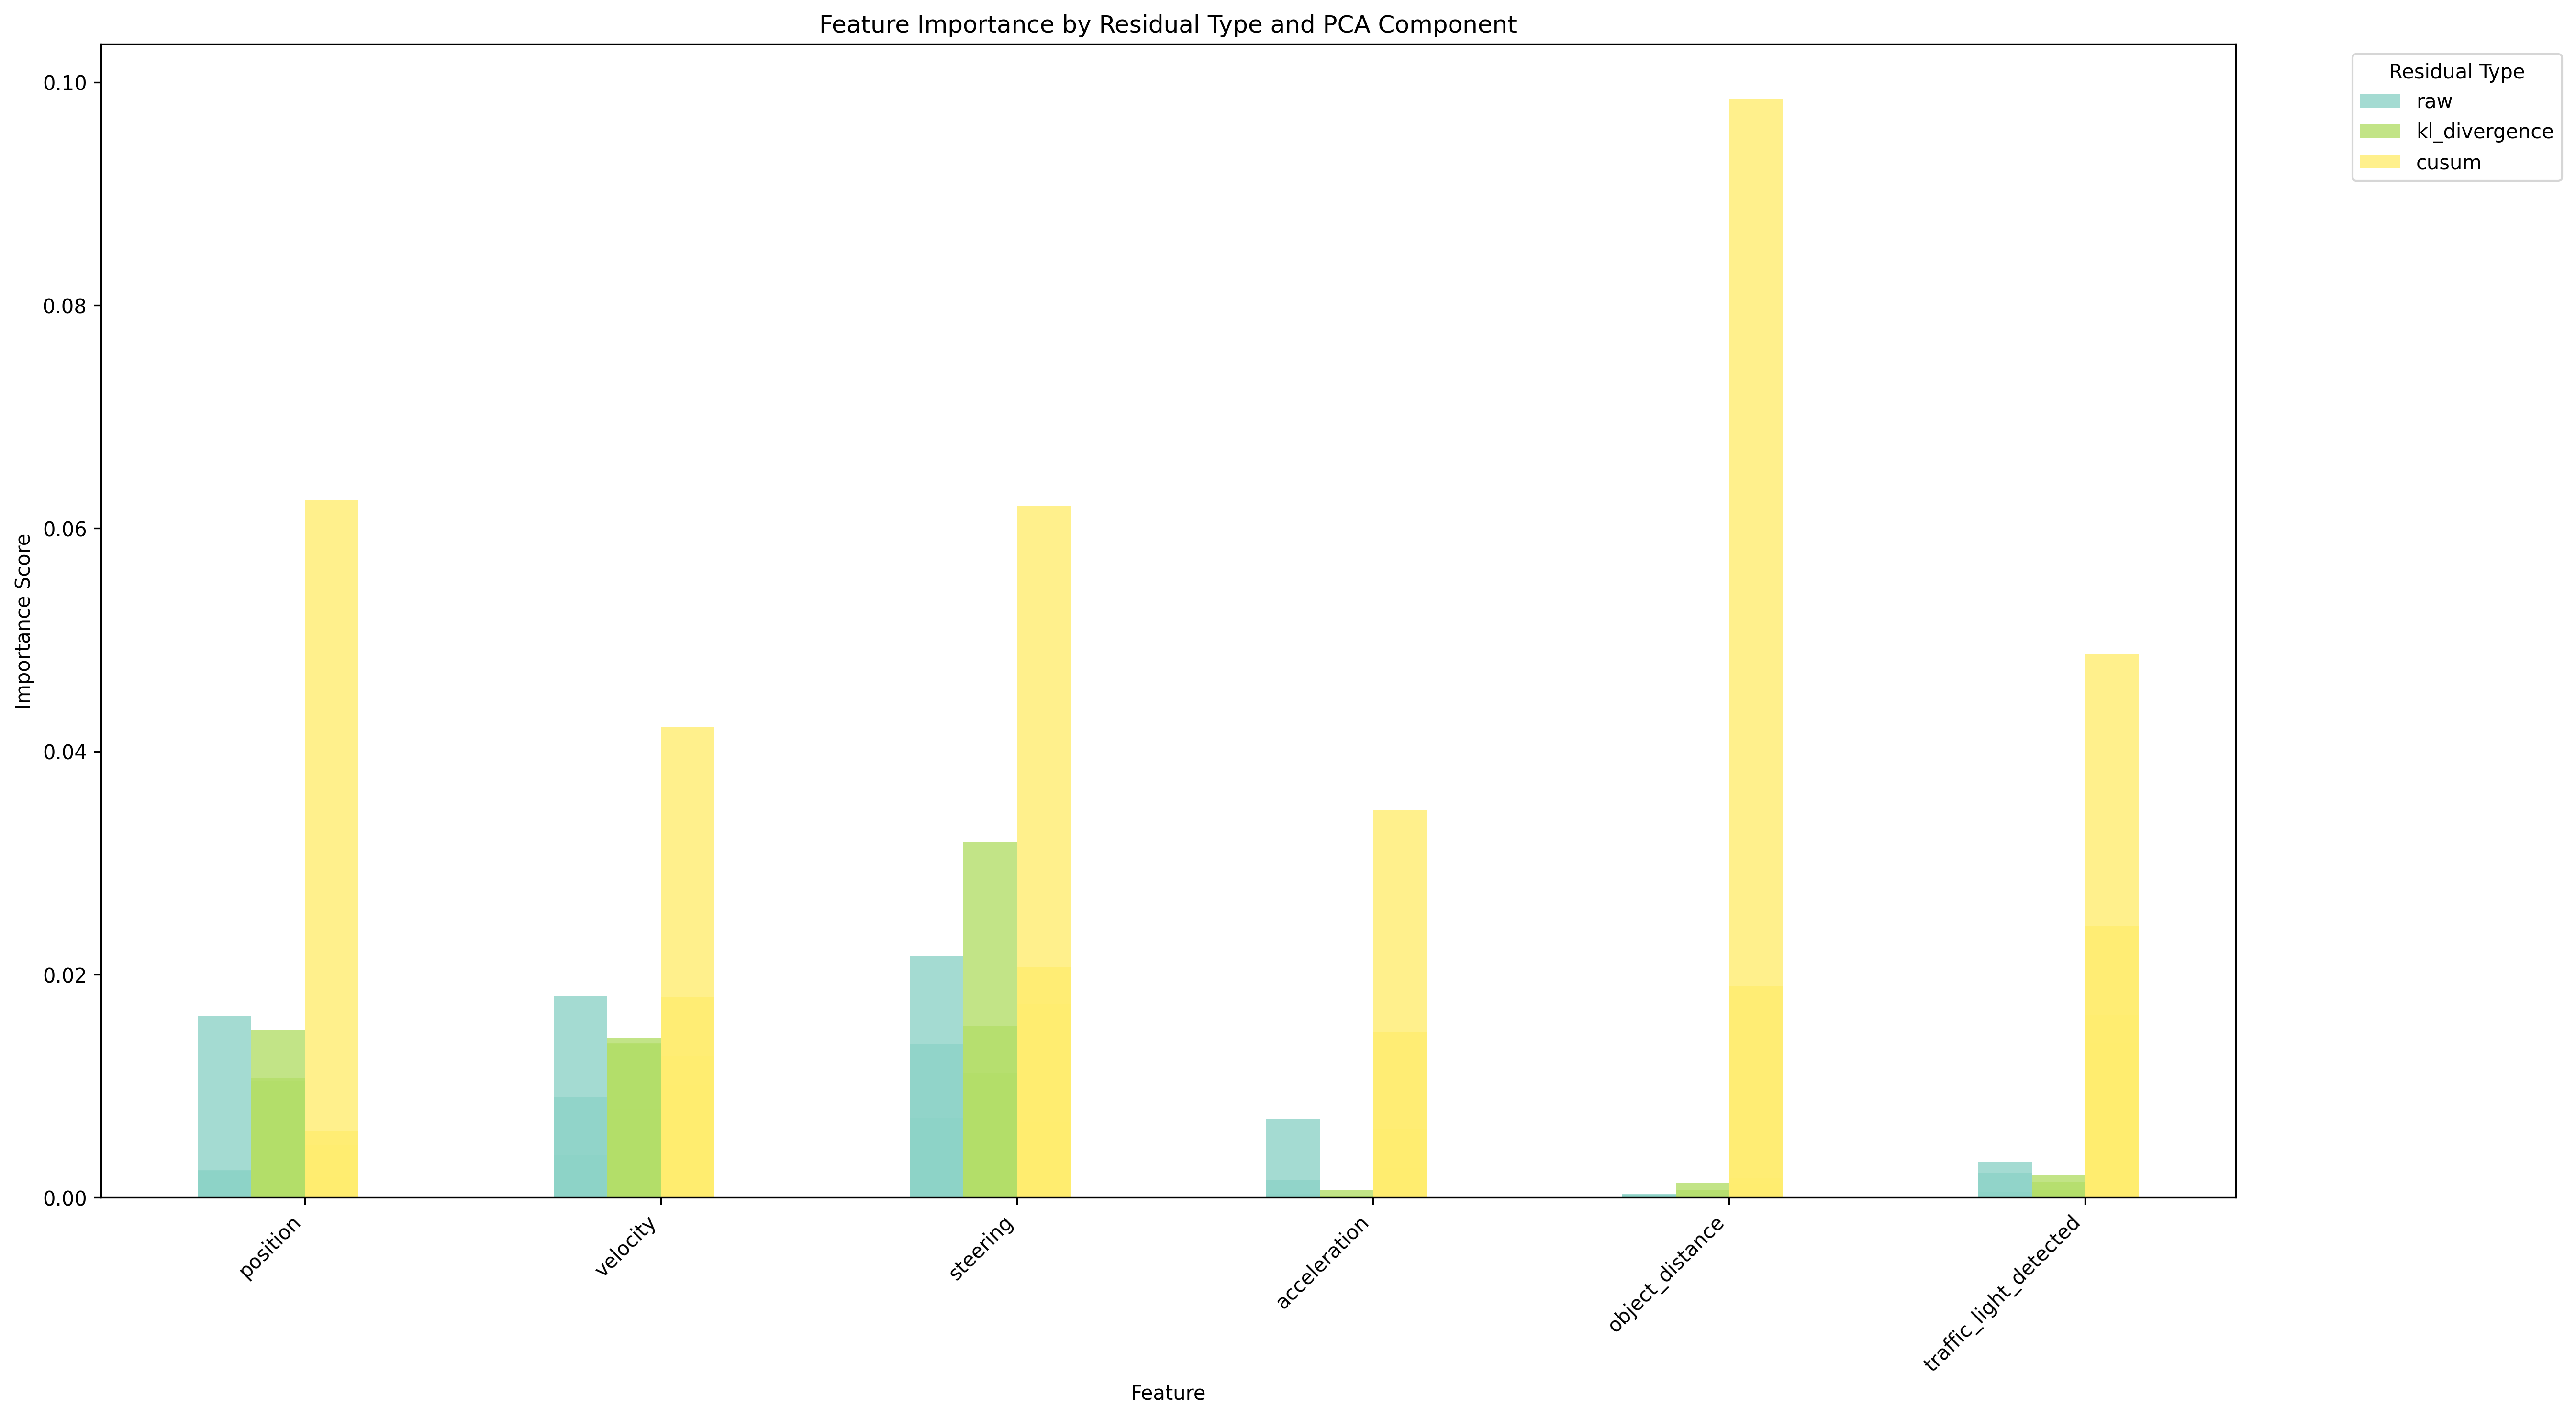 Feature Importance by Residual Type and PCA Component
Residual Type
raw
kl_divergence
cusum
Importance Score
0.10
0.08
0.06
0.04
0.02
0.00
position
velocity
steering
acceleration
object_distance
traffic_light_detected
Feature